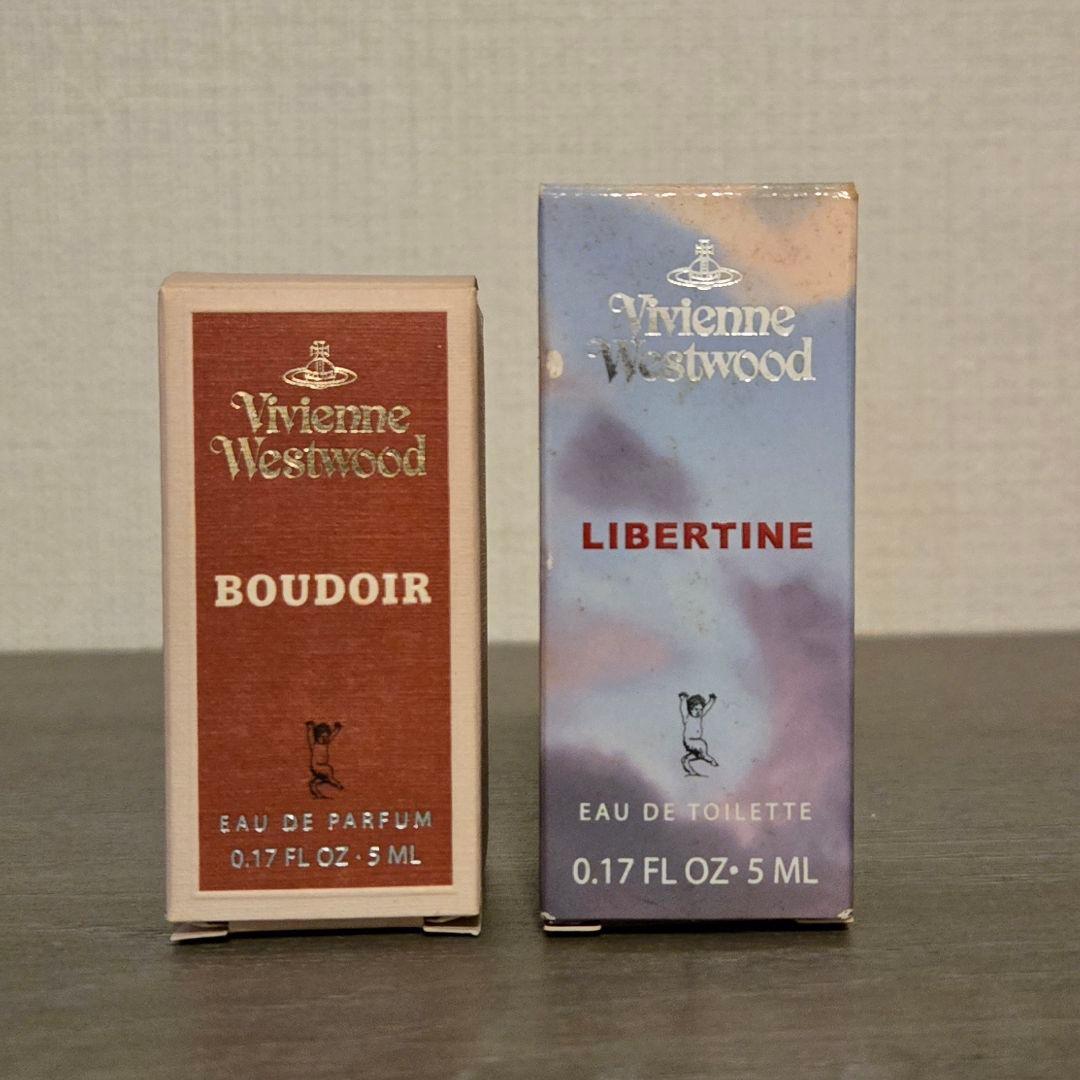 Vivienne
Westwood
BOUDOIR
EAU DE PARFUM
0.17 FL OZ · 5 ML
Vivienne
Westwood
LIBERTINE
EAU DE TOILETTE
0.17 FL OZ• 5 ML